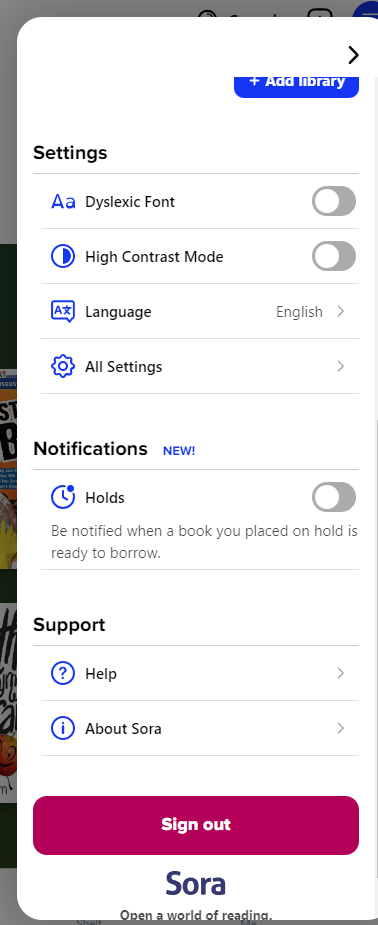 + Add library
Settings
Aa Dyslexic Font
High Contrast Mode
Language English
All Settings
Notifications NEW!
Holds
Be notified when a book you placed on hold is
ready to borrow.
Support
Help
About Sora
Sign out
Sora
Open a world of reading.
Shelf Me